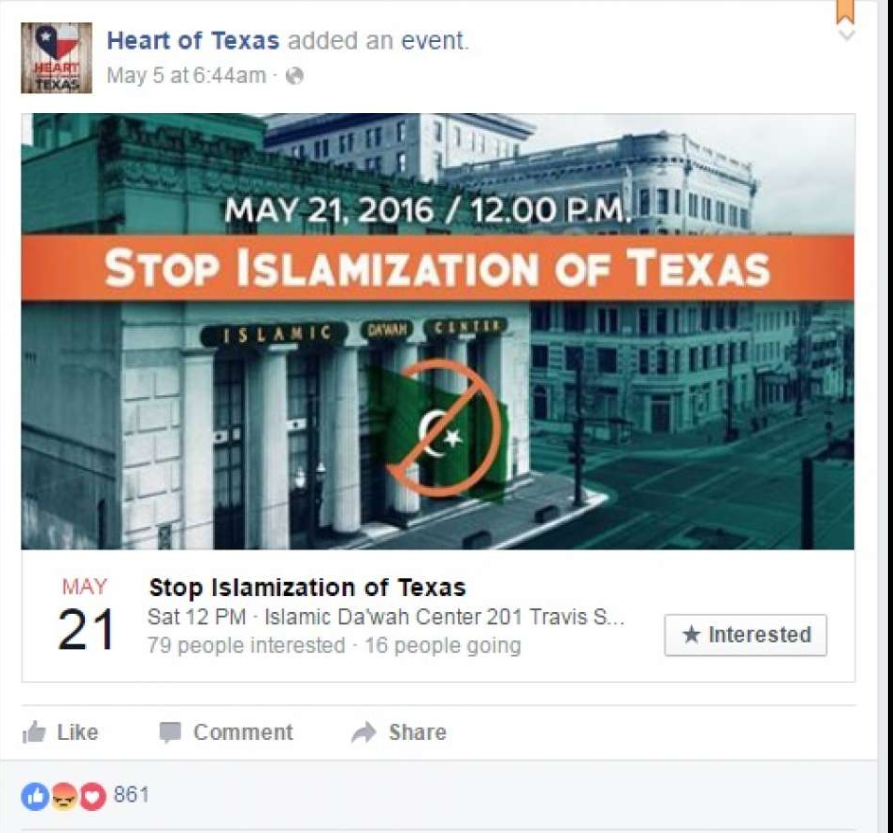 HEART
TEXAS
Heart of Texas added an event.
May 5 at 6:44am ·
MAY 21, 2016 / 12.00 P.M.
STOP ISLAMIZATION OF TEXAS
ISLAMIC DA'WAH CENTER
MAY
21
Stop Islamization of Texas
Sat 12 PM · Islamic Da'wah Center 201 Travis S...
79 people interested · 16 people going
★ Interested
Like
Comment
Share
861